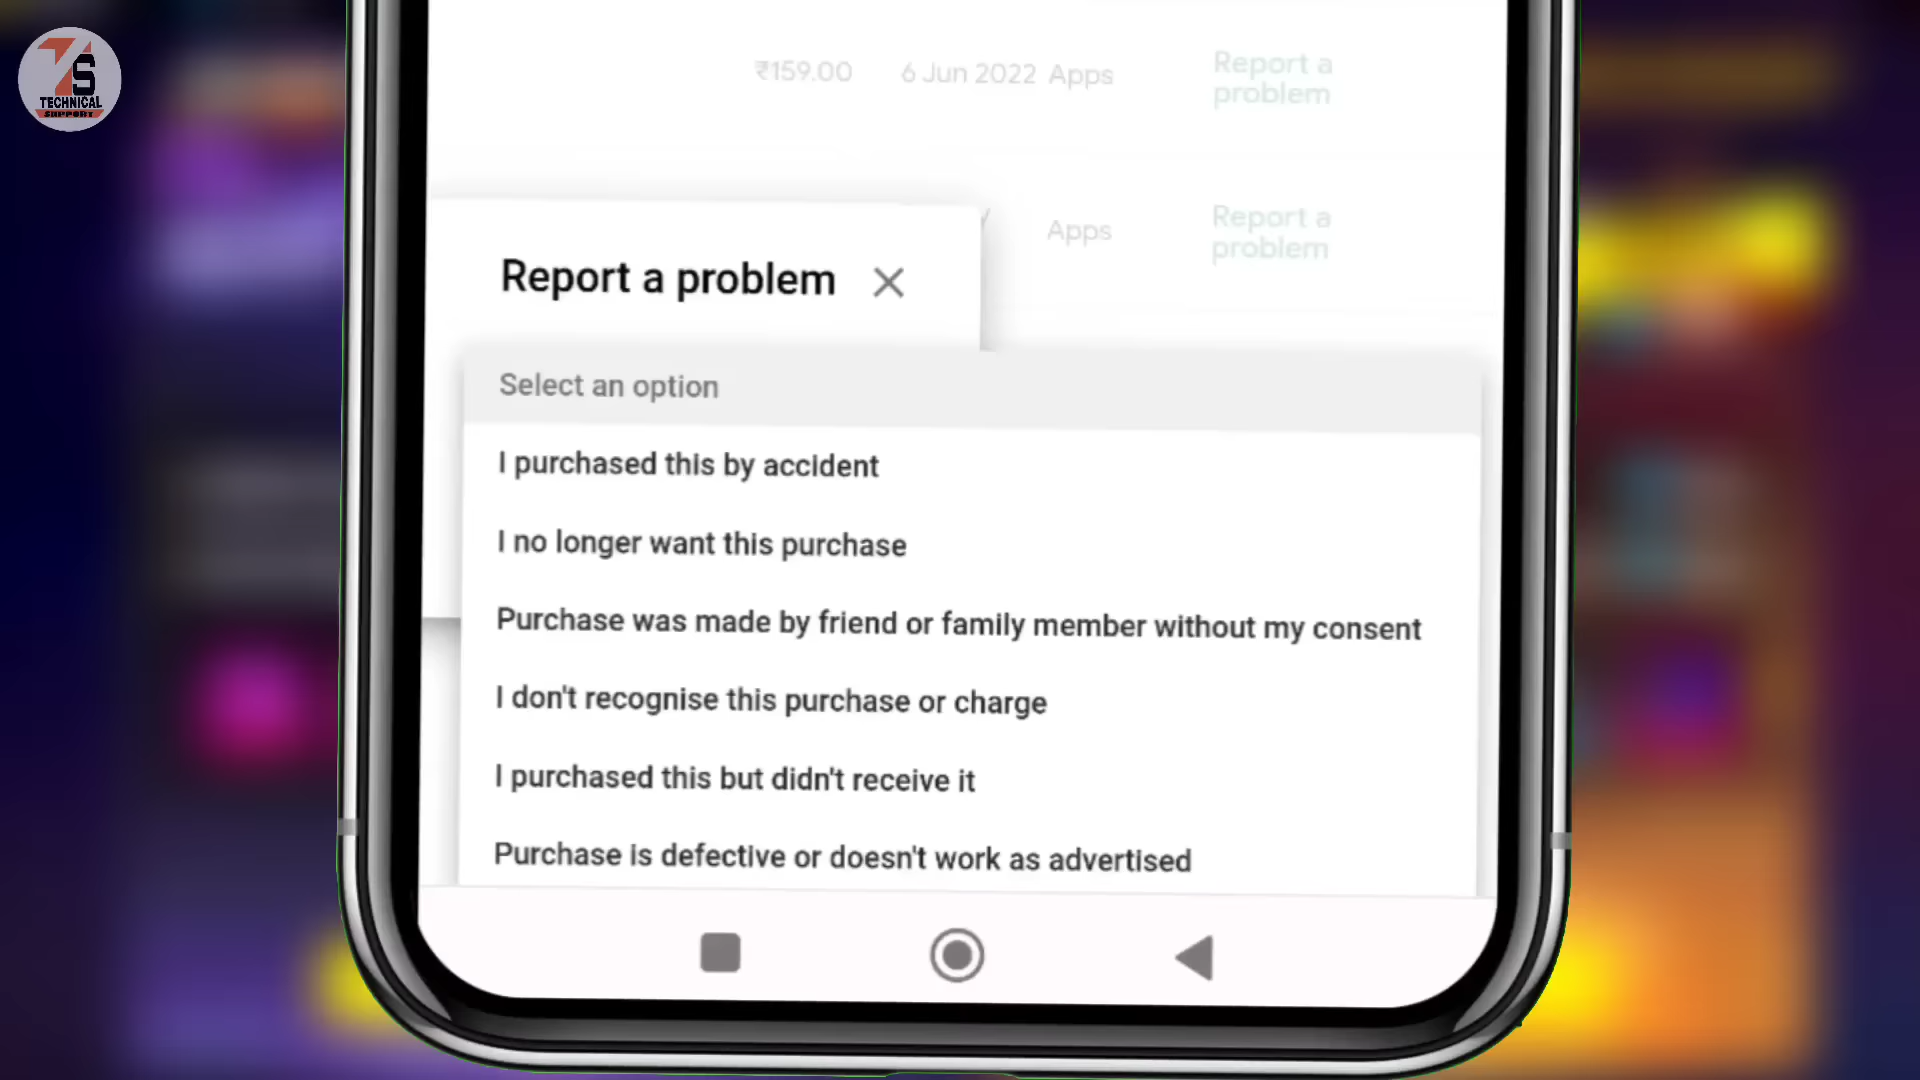 TS
TECHNICAL
SUPPORT
₹159.00 6 Jun 2022 Apps Report a
problem
Apps Report a
problem
Report a problem
Select an option
I purchased this by accident
I no longer want this purchase
Purchase was made by friend or family member without my consent
I don't recognise this purchase or charge
I purchased this but didn't receive it
Purchase is defective or doesn't work as advertised